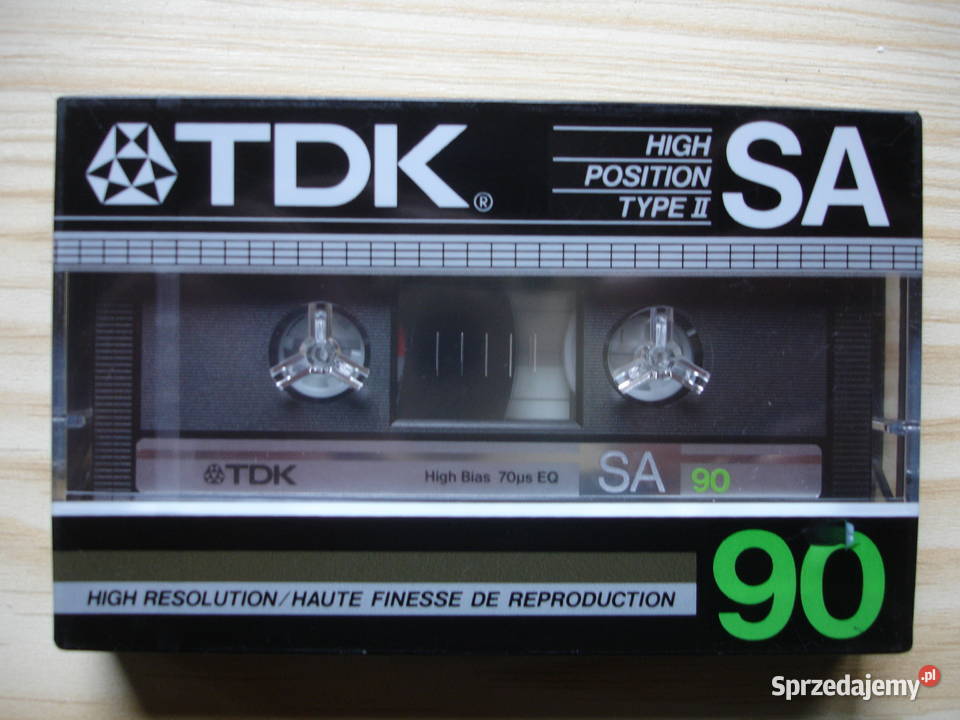 TDK®
HIGH
POSITION
TYPE II
SA
TDK
High Bias 70µs EQ
SA
90
HIGH RESOLUTION/HAUTE FINESSE DE REPRODUCTION
90
Sprzedajemy.pl